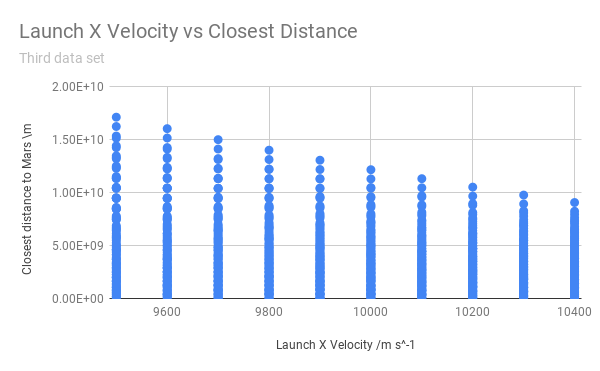 Launch X Velocity vs Closest Distance
Third data set
Closest distance to Mars \m
2.00E+10
1.50E+10
1.00E+10
5.00E+09
0.00E+00
9600 9800 10000 10200 10400
Launch X Velocity /m s^-1